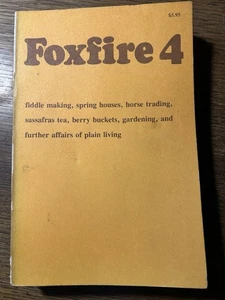 $5.95
Foxfire 4
fiddle making, spring houses, horse trading,
sassafras tea, berry buckets, gardening, and
further affairs of plain living